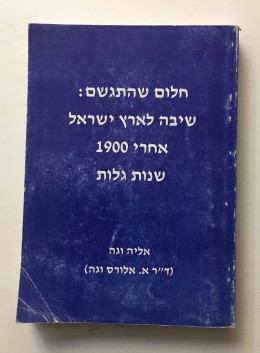 חלום שהתגשם:
שיבה לארץ ישראל
אחרי 1900
שנות גלות
אליה וגה
(ד״ר א. אלורס וגה)